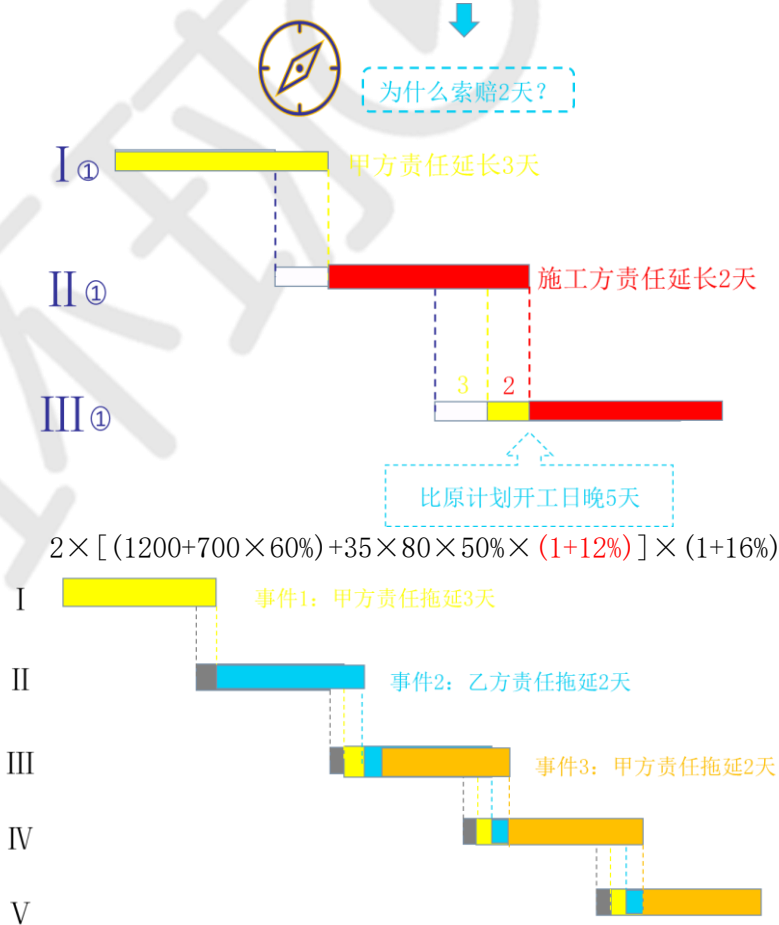 为什么索赔2天？
I① 甲方责任延长3天
II① 施工方责任延长2天
3 2
III①
比原计划开工日晚5天
2×[(1200+700×60%)+35×80×50%×(1+12%)]×(1+16%)
I 事件1：甲方责任拖延3天
II 事件2：乙方责任拖延2天
III 事件3：甲方责任拖延2天
IV
V